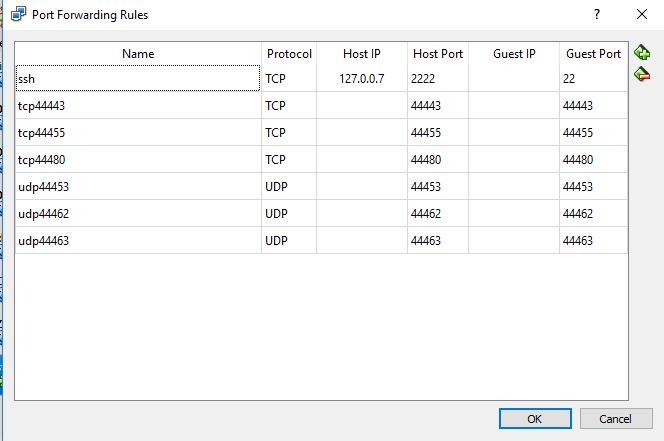 Port Forwarding Rules
Name Protocol Host IP Host Port Guest IP Guest Port
ssh TCP 127.0.0.7 2222 22
tcp44443 TCP 44443 44443
tcp44455 TCP 44455 44455
tcp44480 TCP 44480 44480
udp44453 UDP 44453 44453
udp44462 UDP 44462 44462
udp44463 UDP 44463 44463
OK Cancel